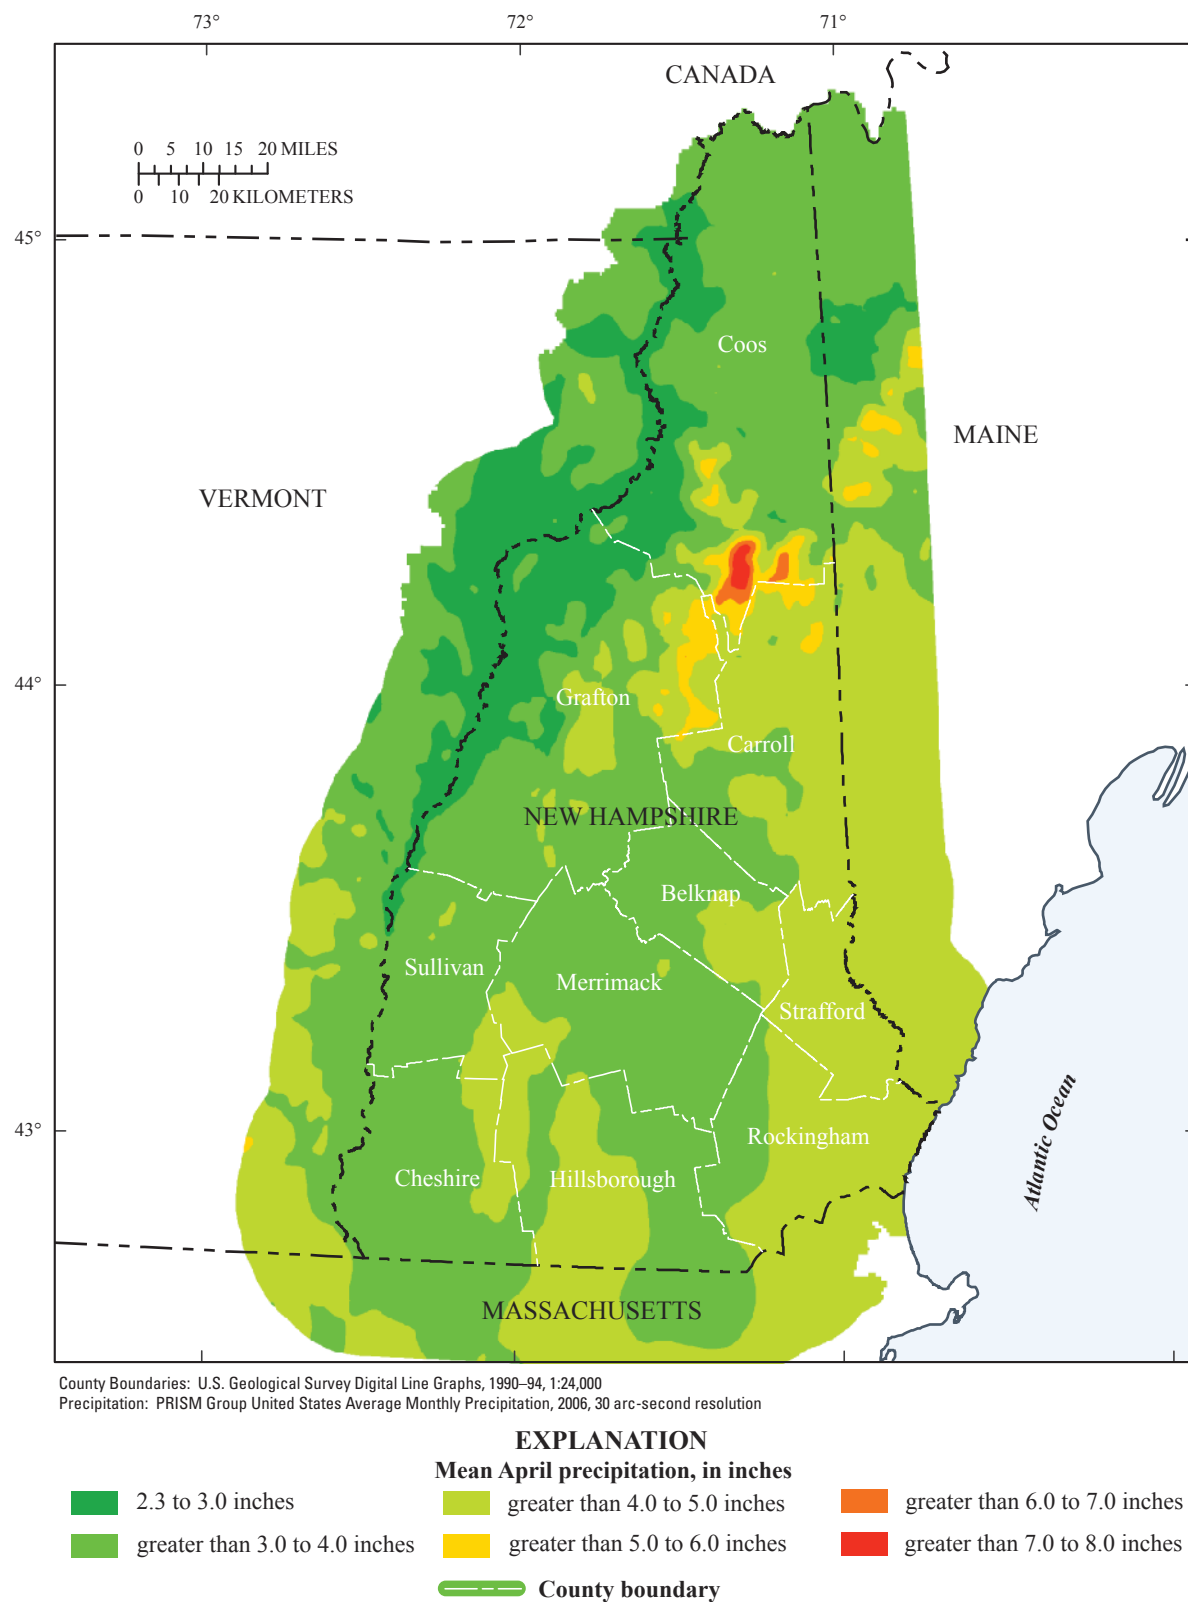 73° 72° 71°
CANADA
0 5 10 15 20 MILES
0 10 20 KILOMETERS
45°
Coos
MAINE
VERMONT
44°
Grafton
Carroll
NEW HAMPSHIRE
Belknap
Sullivan
Merrimack
Strafford
Atlantic Ocean
43°
Rockingham
Cheshire
Hillsborough
MASSACHUSETTS
County Boundaries: U.S. Geological Survey Digital Line Graphs, 1990–94, 1:24,000
Precipitation: PRISM Group United States Average Monthly Precipitation, 2006, 30 arc-second resolution
EXPLANATION
Mean April precipitation, in inches
2.3 to 3.0 inches
greater than 4.0 to 5.0 inches
greater than 6.0 to 7.0 inches
greater than 3.0 to 4.0 inches
greater than 5.0 to 6.0 inches
greater than 7.0 to 8.0 inches
County boundary